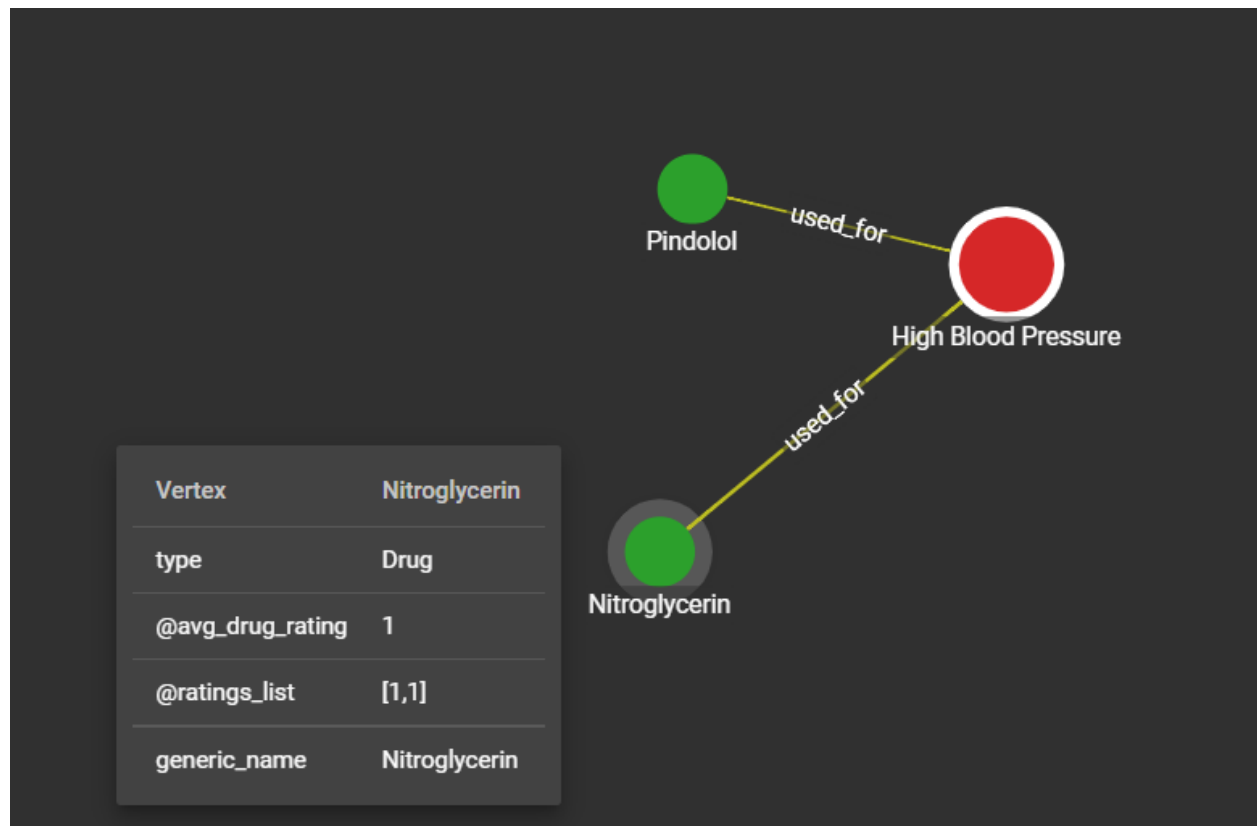 Pindolol
used_for
High Blood Pressure
used_for
Nitroglycerin
Vertex Nitroglycerin
type Drug
@avg_drug_rating 1
@ratings_list [1,1]
generic_name Nitroglycerin